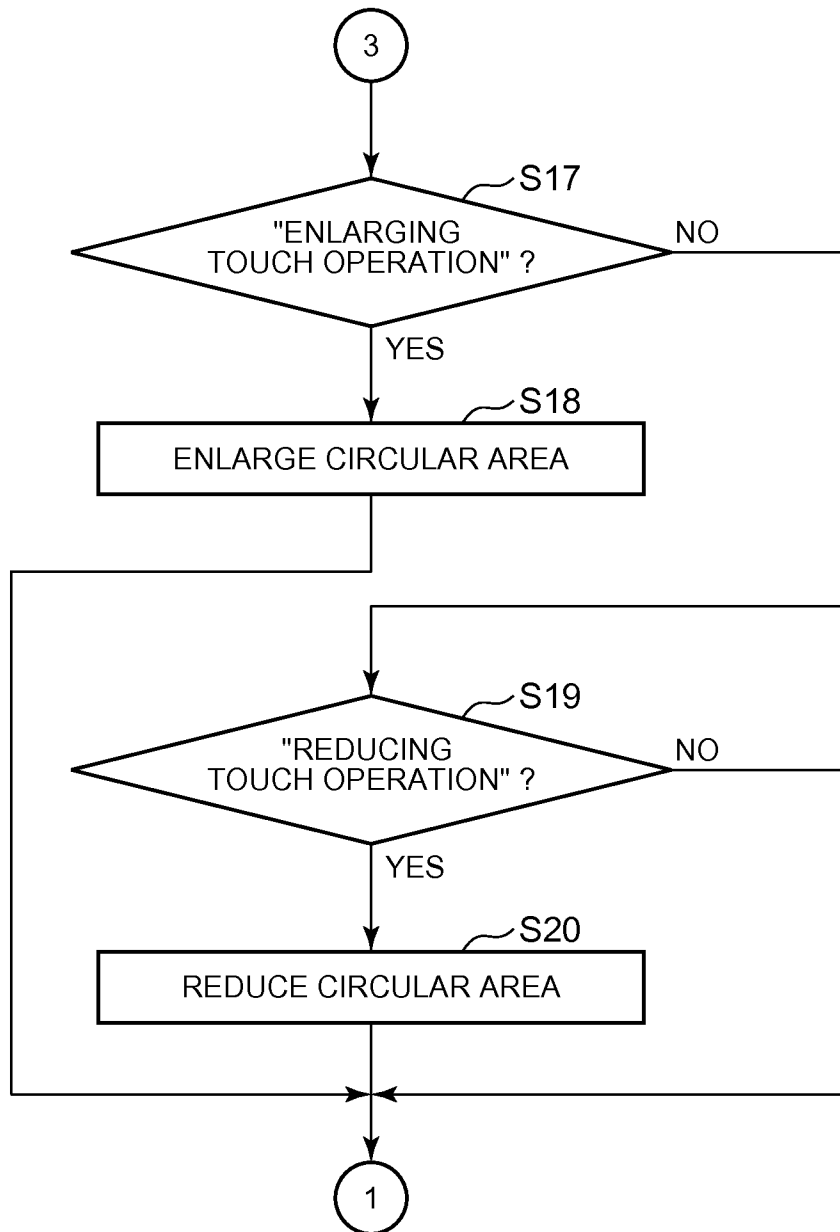 3
S17
"ENLARGING
TOUCH OPERATION" ?
NO
YES
S18
ENLARGE CIRCULAR AREA
S19
"REDUCING
TOUCH OPERATION" ?
NO
YES
S20
REDUCE CIRCULAR AREA
1